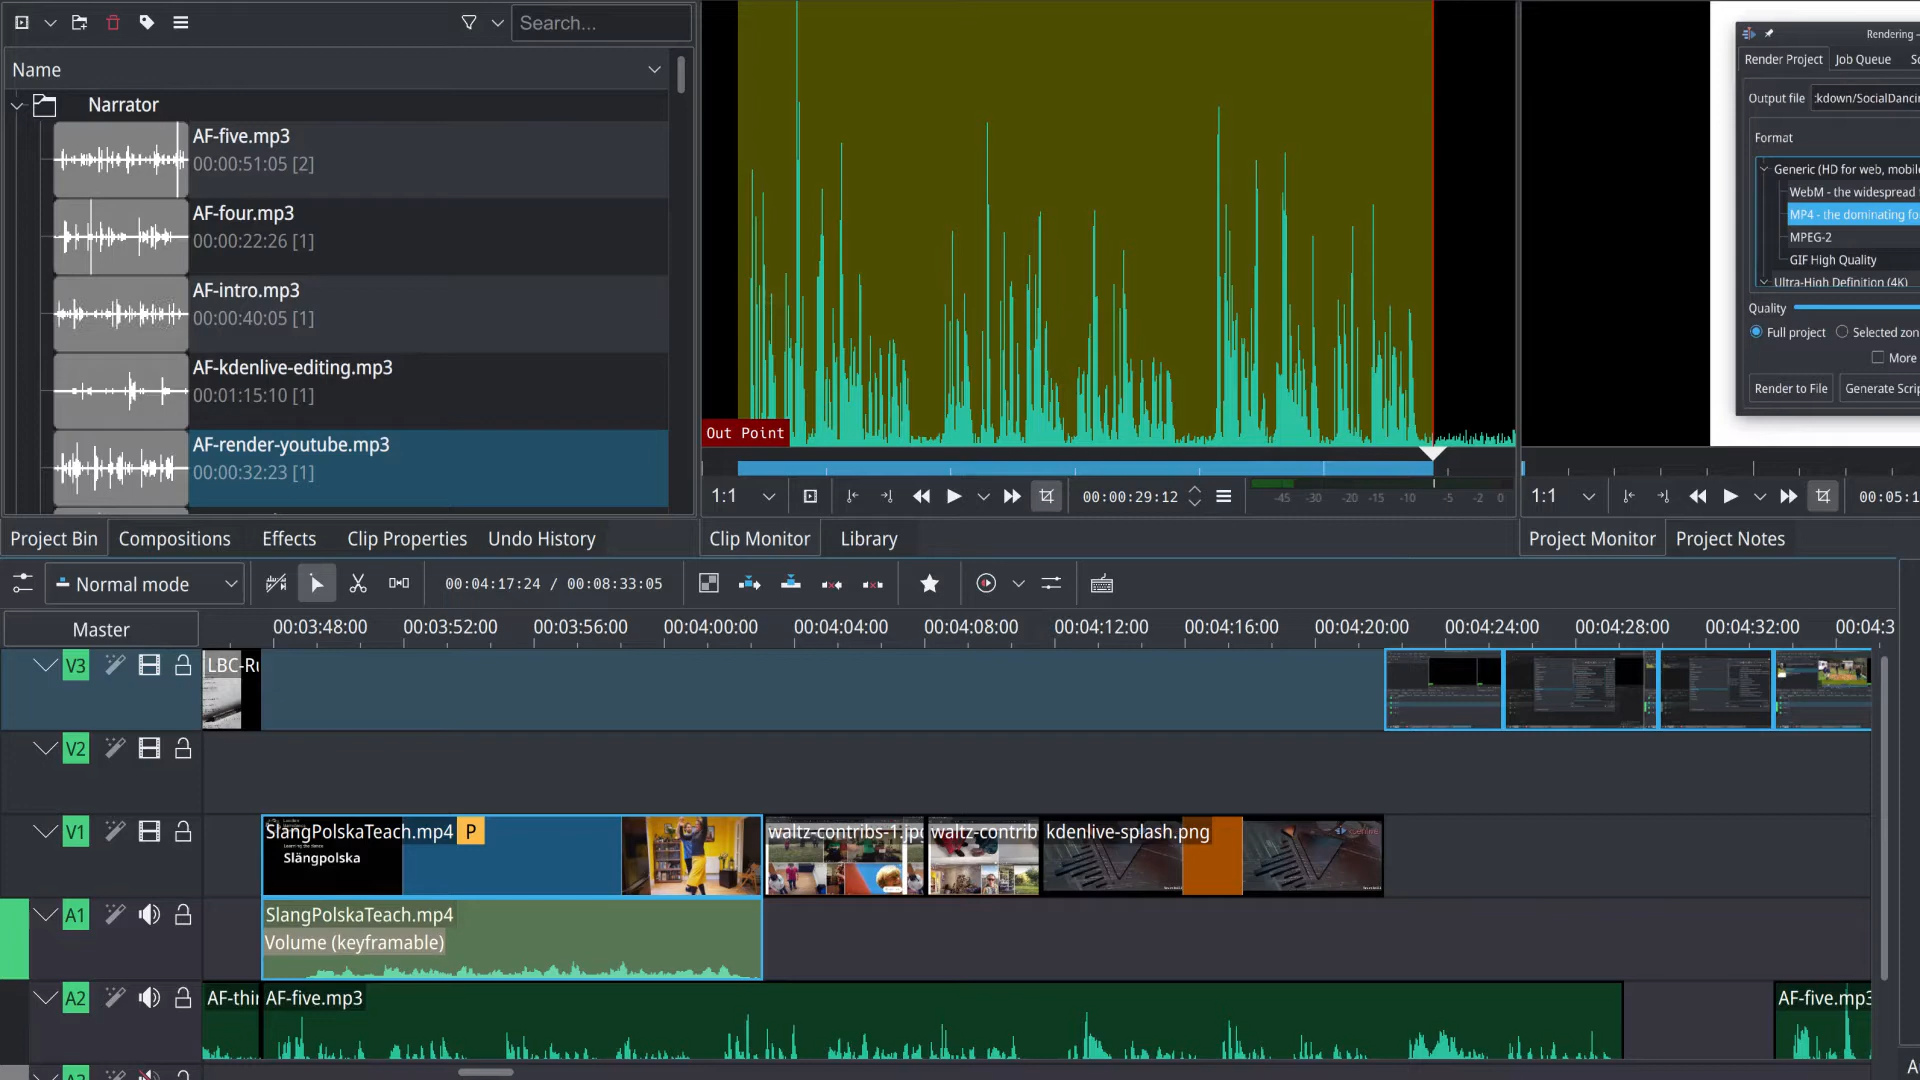 Search...
Name
Narrator
AF-five.mp3
00:00:51:05 [2]
AF-four.mp3
00:00:22:26 [1]
AF-intro.mp3
00:00:40:05 [1]
AF-kdenlive-editing.mp3
00:01:15:10 [1]
AF-render-youtube.mp3
00:00:32:23 [1]
Out Point
1:1
00:00:29:12
-45 -30 -20 -15 -10 -5 -2 0
Rendering –
Render Project Job Queue
Output file :kdown/SocialDancin
Format
Generic (HD for web, mobile
WebM - the widespread
MP4 - the dominating fo
MPEG-2
GIF High Quality
Ultra-High Definition (4K)
Quality
Full project Selected zon
More
Render to File Generate Scrip
1:1
00:05:1
Project Bin Compositions Effects Clip Properties Undo History
Clip Monitor Library
Project Monitor Project Notes
Normal mode
00:04:17:24 / 00:08:33:05
Master
00:03:48:00 00:03:52:00 00:03:56:00 00:04:00:00 00:04:04:00 00:04:08:00 00:04:12:00 00:04:16:00 00:04:20:00 00:04:24:00 00:04:28:00 00:04:32:00 00:04:3
V3
LBC-Ru
V2
V1
SlangPolskaTeach.mp4 P
Slängpolska
waltz-contribs-1.jpg
waltz-contrib
kdenlive-splash.png
A1
SlangPolskaTeach.mp4
Volume (keyframable)
A2
AF-thir
AF-five.mp3
AF-five.mp3
A3